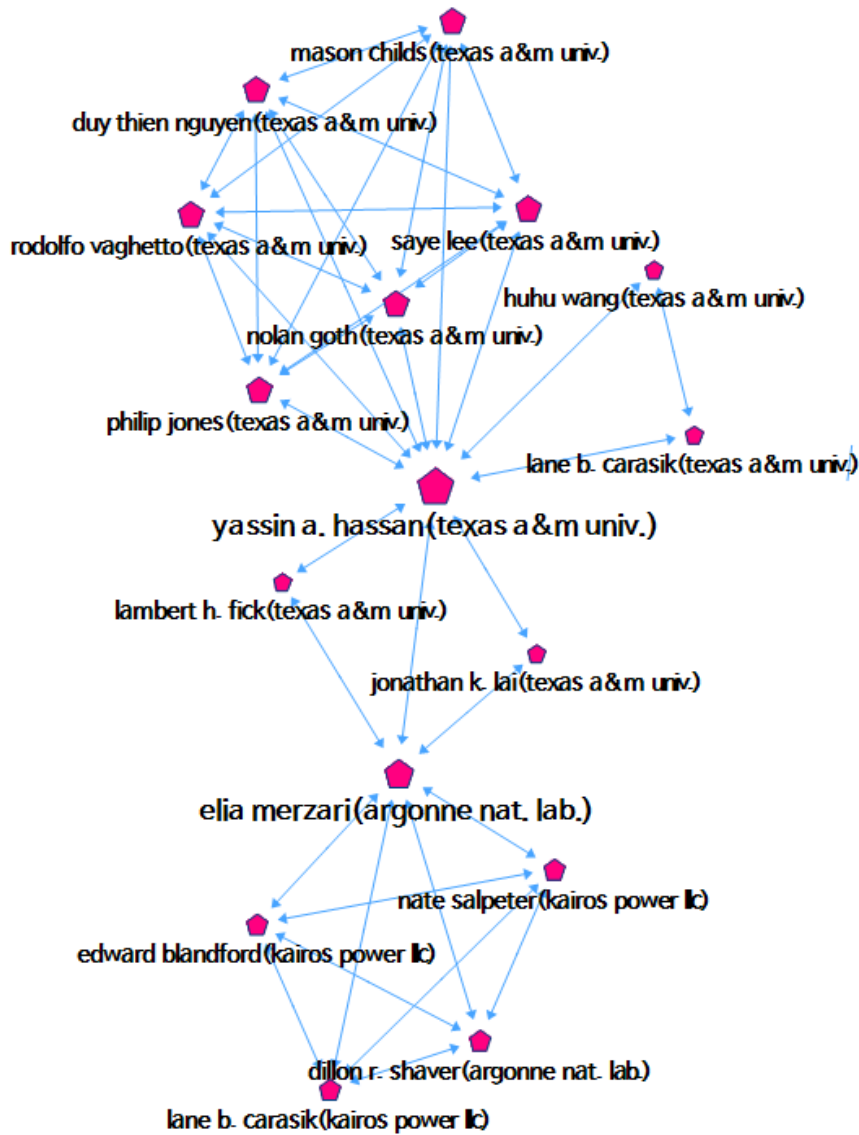 mason childs(texas a&m univ.)
duy thien nguyen(texas a&m univ.)
rodolfo vaghetto(texas a&m univ.)
saye lee(texas a&m univ.)
huhu wang(texas a&m univ.)
nolan goth(texas a&m univ.)
philip jones(texas a&m univ.)
lane b. carasik(texas a&m univ.)
yassin a. hassan(texas a&m univ.)
lambert h. fick(texas a&m univ.)
jonathan k. lai(texas a&m univ.)
elia merzari(argonne nat. lab.)
nate salpeter(kairos power llc)
edward blandford(kairos power llc)
dillon r. shaver(argonne nat. lab.)
lane b. carasik(kairos power llc)